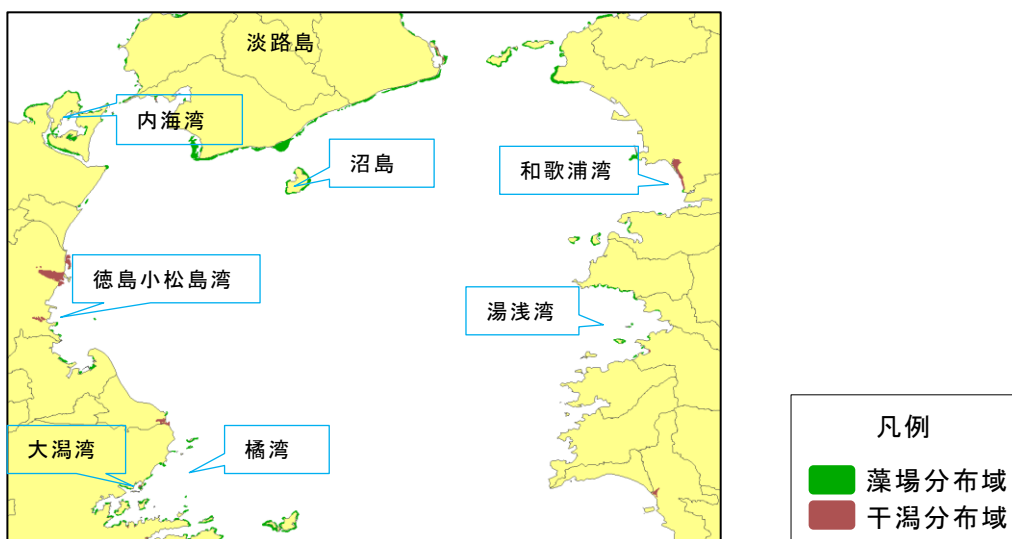 淡路島
内海湾
沼島
和歌浦湾
徳島小松島湾
湯浅湾
大潟湾
橘湾
凡例
藻場分布域
干潟分布域